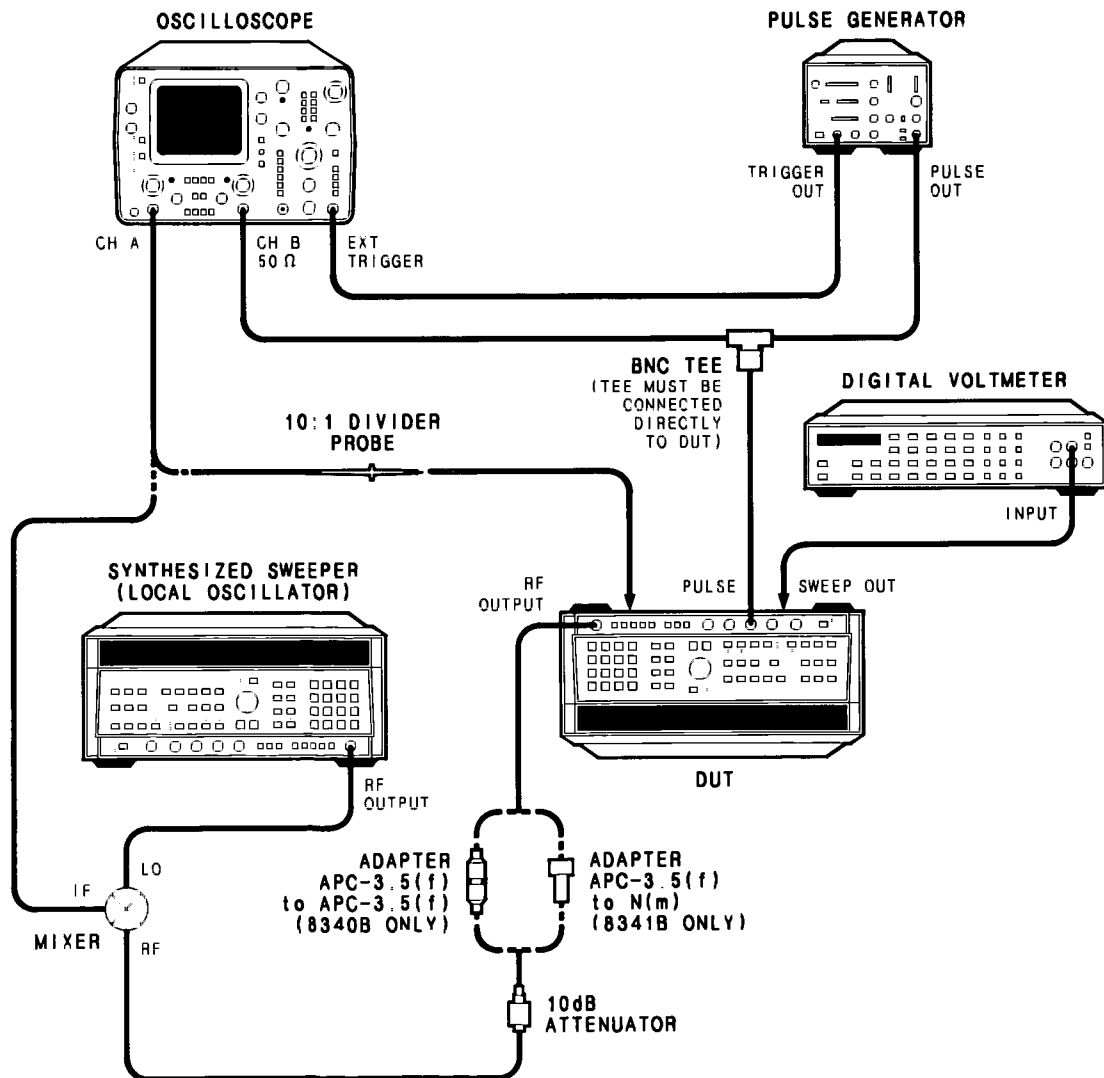 OSCILLOSCOPE
PULSE GENERATOR
TRIGGER
OUT
PULSE
OUT
CH A
CH B
50 Ω
EXT
TRIGGER
BNC TEE
(TEE MUST BE
CONNECTED
DIRECTLY
TO DUT)
DIGITAL VOLTMETER
10:1 DIVIDER
PROBE
INPUT
SYNTHESIZED SWEEPER
(LOCAL OSCILLATOR)
RF
OUTPUT
PULSE
SWEEP OUT
DUT
RF
OUTPUT
LO
IF
MIXER
RF
ADAPTER
APC-3.5(f)
to APC-3.5(f)
(8340B ONLY)
ADAPTER
APC-3.5(f)
to N(m)
(8341B ONLY)
10dB
ATTENUATOR